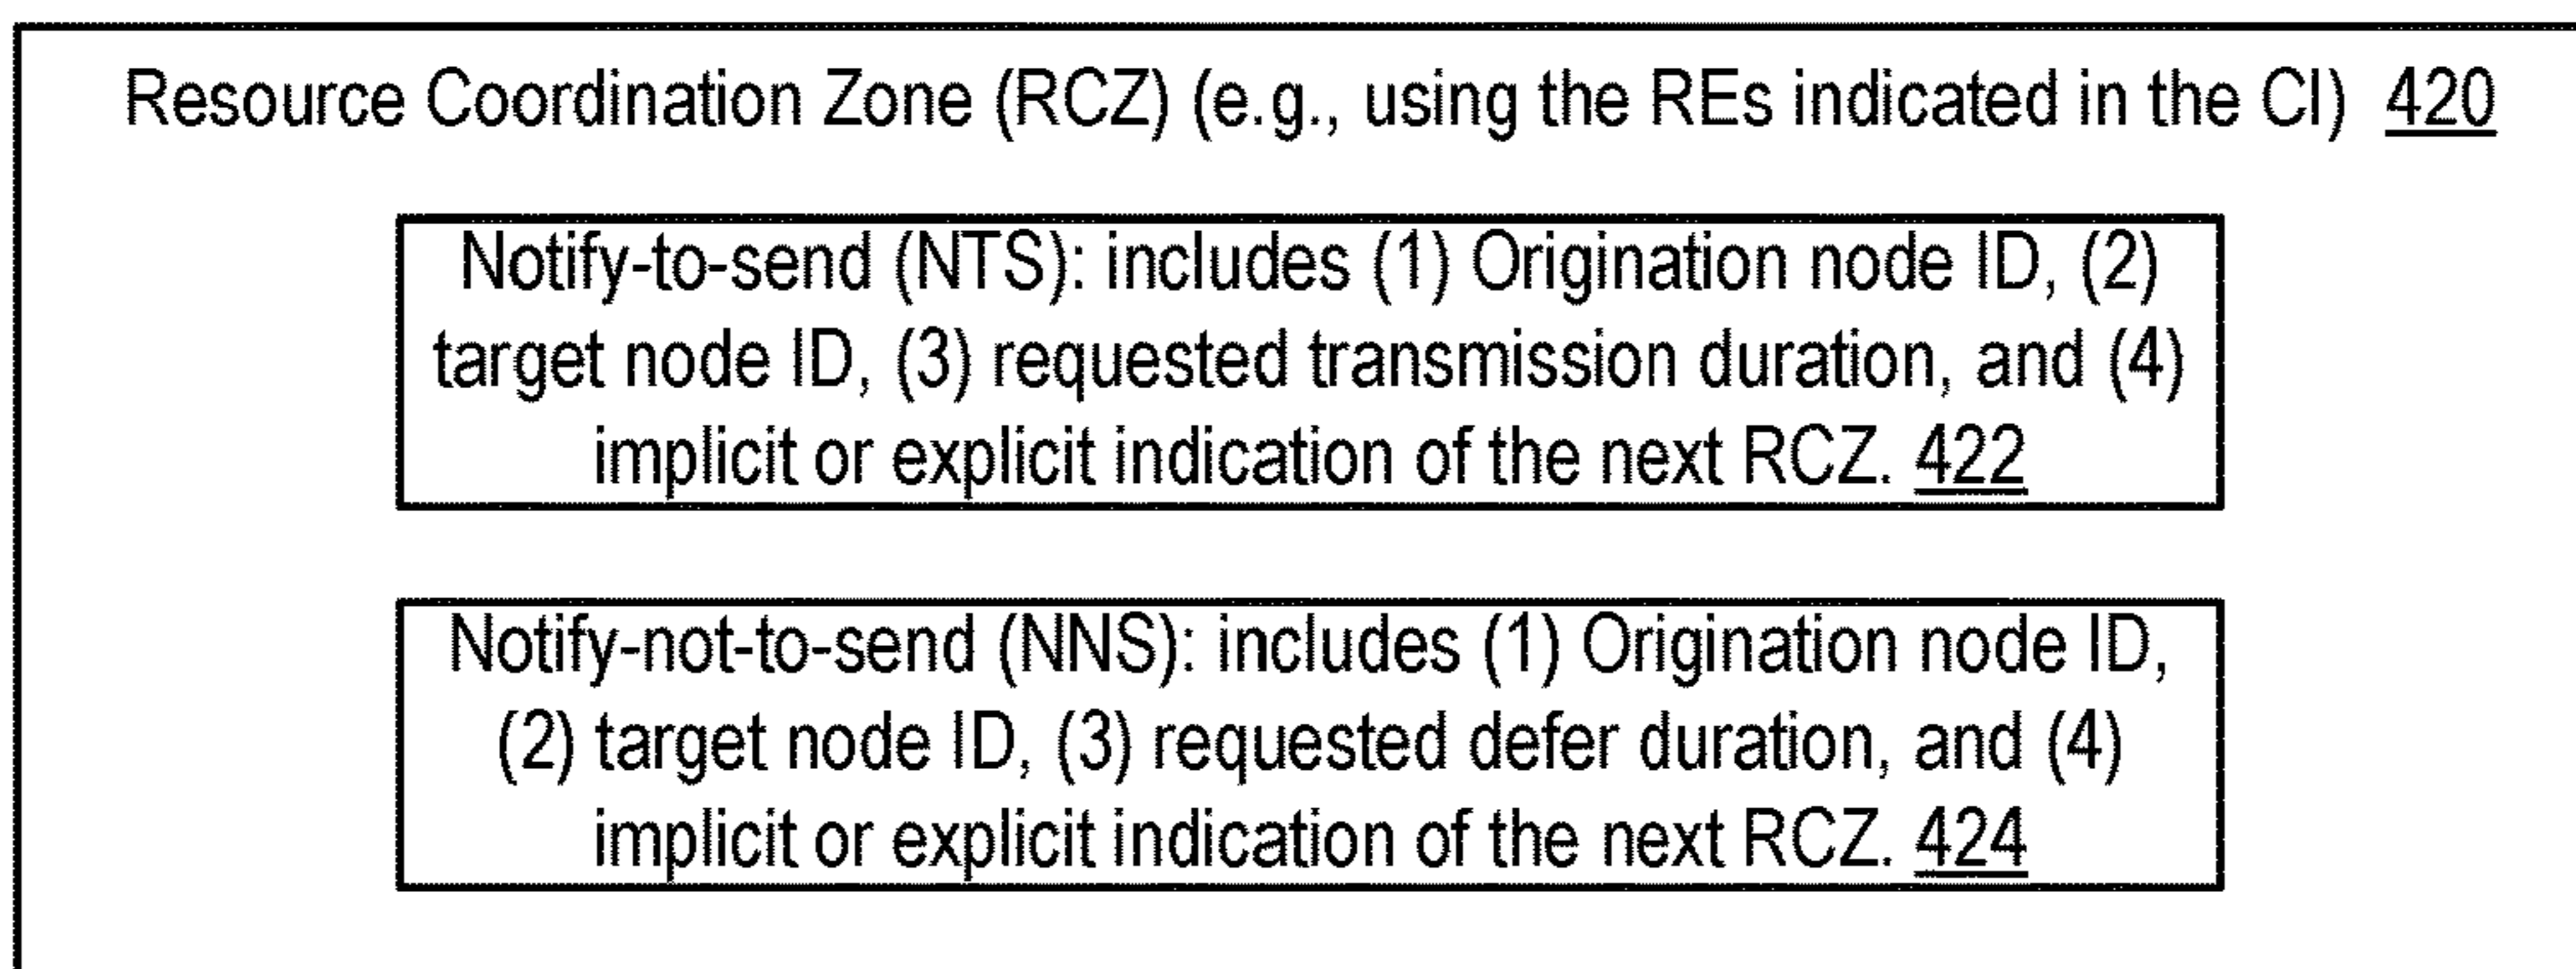 Resource Coordination Zone (RCZ) (e.g., using the REs indicated in the CI) 420
Notify-to-send (NTS): includes (1) Origination node ID, (2)
target node ID, (3) requested transmission duration, and (4)
implicit or explicit indication of the next RCZ. 422
Notify-not-to-send (NNS): includes (1) Origination node ID,
(2) target node ID, (3) requested defer duration, and (4)
implicit or explicit indication of the next RCZ. 424